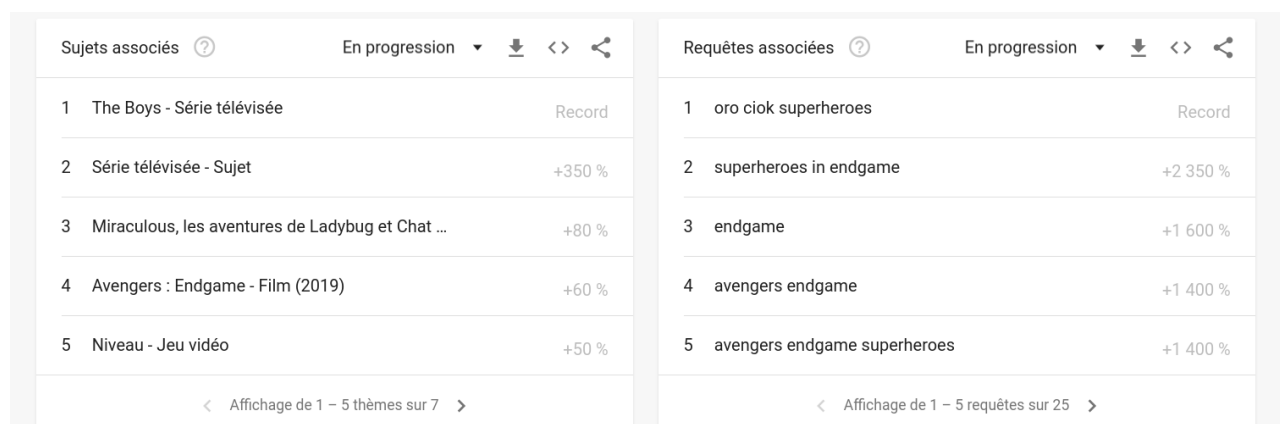 Sujets associés ? En progression
1 The Boys - Série télévisée Record
2 Série télévisée - Sujet +350 %
3 Miraculous, les aventures de Ladybug et Chat ... +80 %
4 Avengers : Endgame - Film (2019) +60 %
5 Niveau - Jeu vidéo +50 %
Affichage de 1 – 5 thèmes sur 7
Requêtes associées ? En progression
1 oro ciok superheroes Record
2 superheroes in endgame +2 350 %
3 endgame +1 600 %
4 avengers endgame +1 400 %
5 avengers endgame superheroes +1 400 %
Affichage de 1 – 5 requêtes sur 25